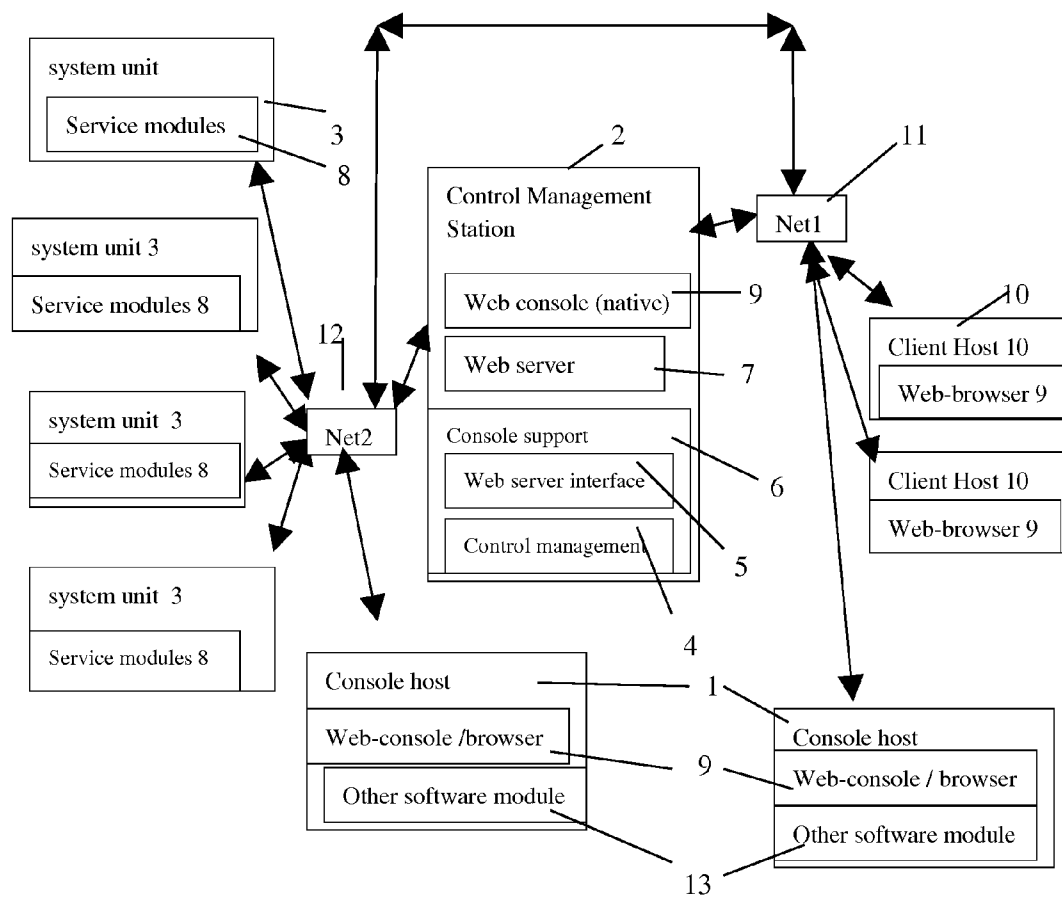 system unit
Service modules
3
8
system unit 3
Service modules 8
12
system unit 3
Service modules 8
Net2
system unit 3
Service modules 8
2
Control Management
Station
Web console (native)
9
Web server
7
Console support
6
Web server interface
5
Control management
4
11
Net1
10
Client Host 10
Web-browser 9
Client Host 10
Web-browser 9
Console host
1
Web-console /browser
9
Other software module
13
Console host
Web-console / browser
Other software module